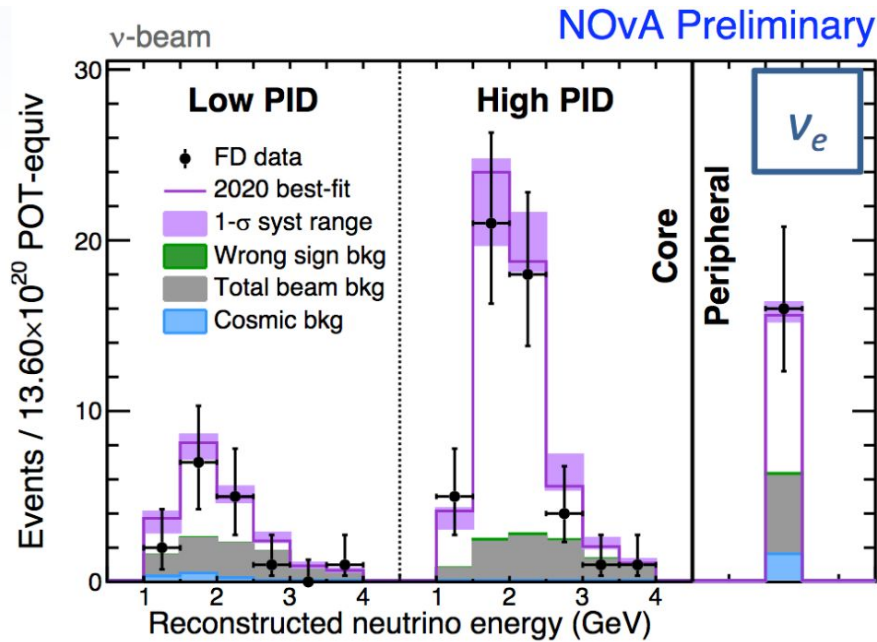 ν-beam
NOvA Preliminary
Events / 13.60×10²⁰ POT-equiv
30
20
10
0
Low PID
High PID
FD data
2020 best-fit
1-σ syst range
Wrong sign bkg
Total beam bkg
Cosmic bkg
Core
Peripheral
νₑ
1 2 3 4 1 2 3 4
Reconstructed neutrino energy (GeV)